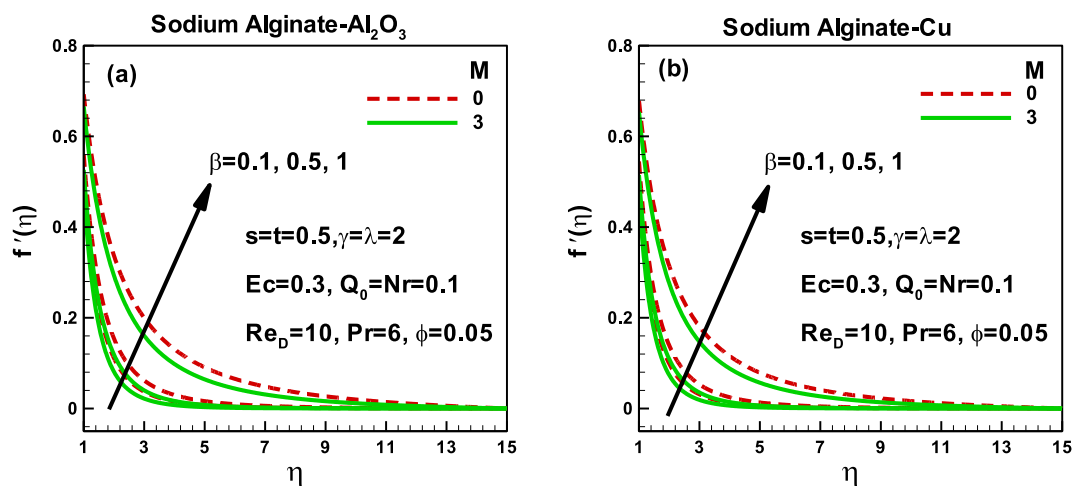 Sodium Alginate-Al₂O₃
(a)
M
0
3
β=0.1, 0.5, 1
s=t=0.5,γ=λ=2
Ec=0.3, Q₀=Nr=0.1
Re_D=10, Pr=6, ϕ=0.05
f ′(η)
0.8
0.6
0.4
0.2
0
1 3 5 7 9 11 13 15
η
Sodium Alginate-Cu
(b)
M
0
3
β=0.1, 0.5, 1
s=t=0.5,γ=λ=2
Ec=0.3, Q₀=Nr=0.1
Re_D=10, Pr=6, ϕ=0.05
f ′(η)
0.8
0.6
0.4
0.2
0
1 3 5 7 9 11 13 15
η